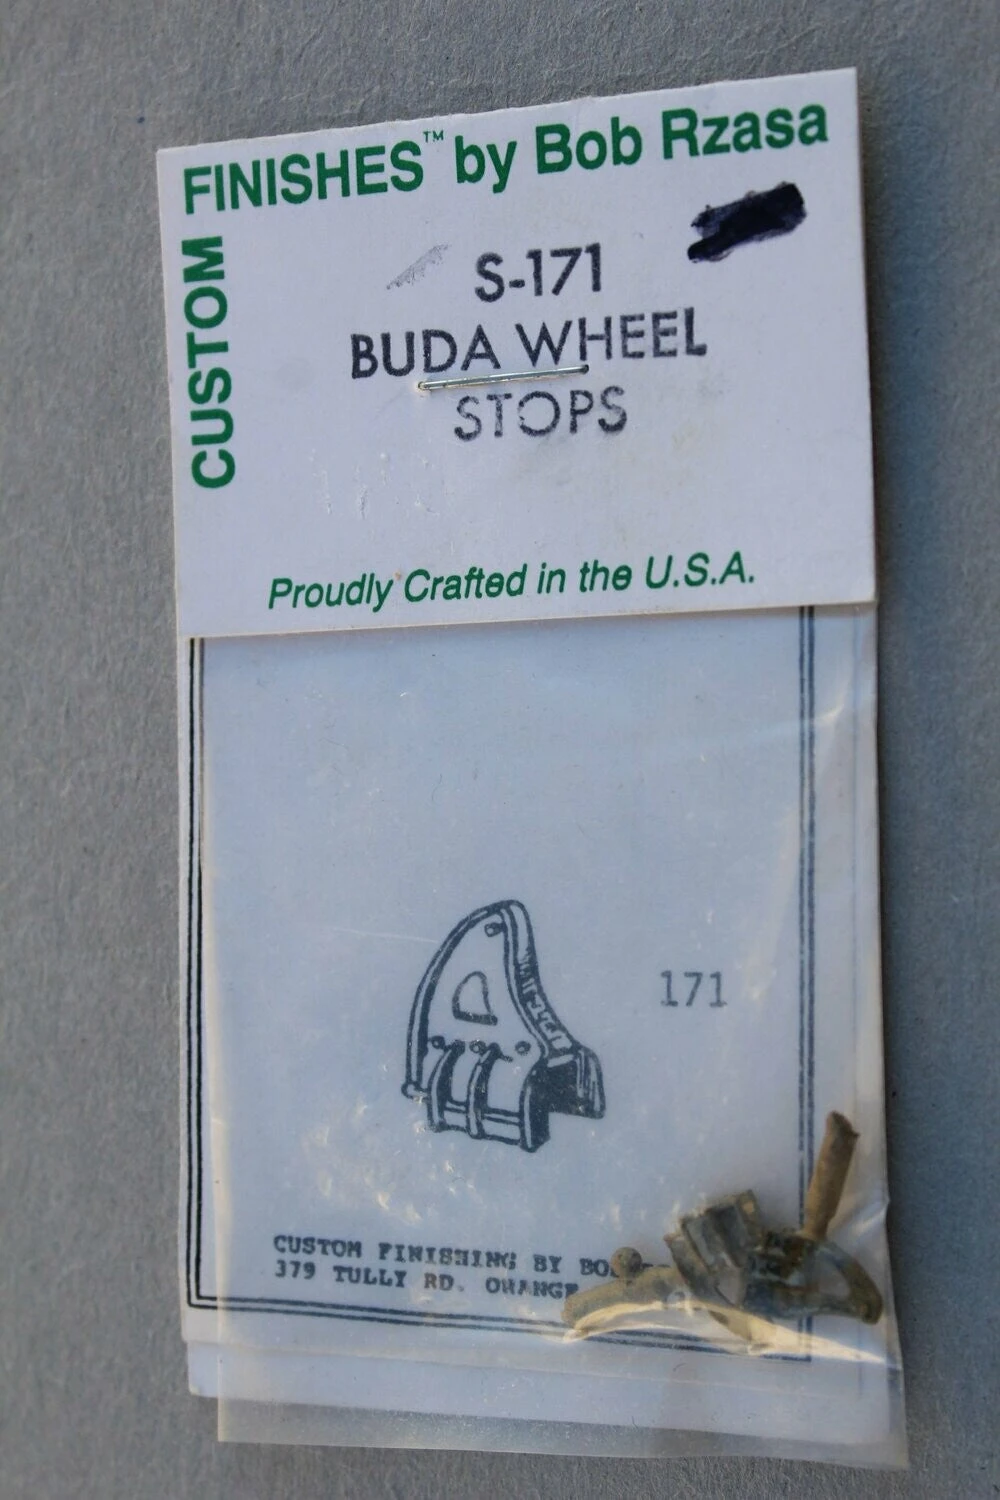 CUSTOM FINISHES™ by Bob Rzasa
S-171
BUDA WHEEL
STOPS
Proudly Crafted in the U.S.A.
171
CUSTOM FINISHING BY
379 TULLY RD. ORANGE